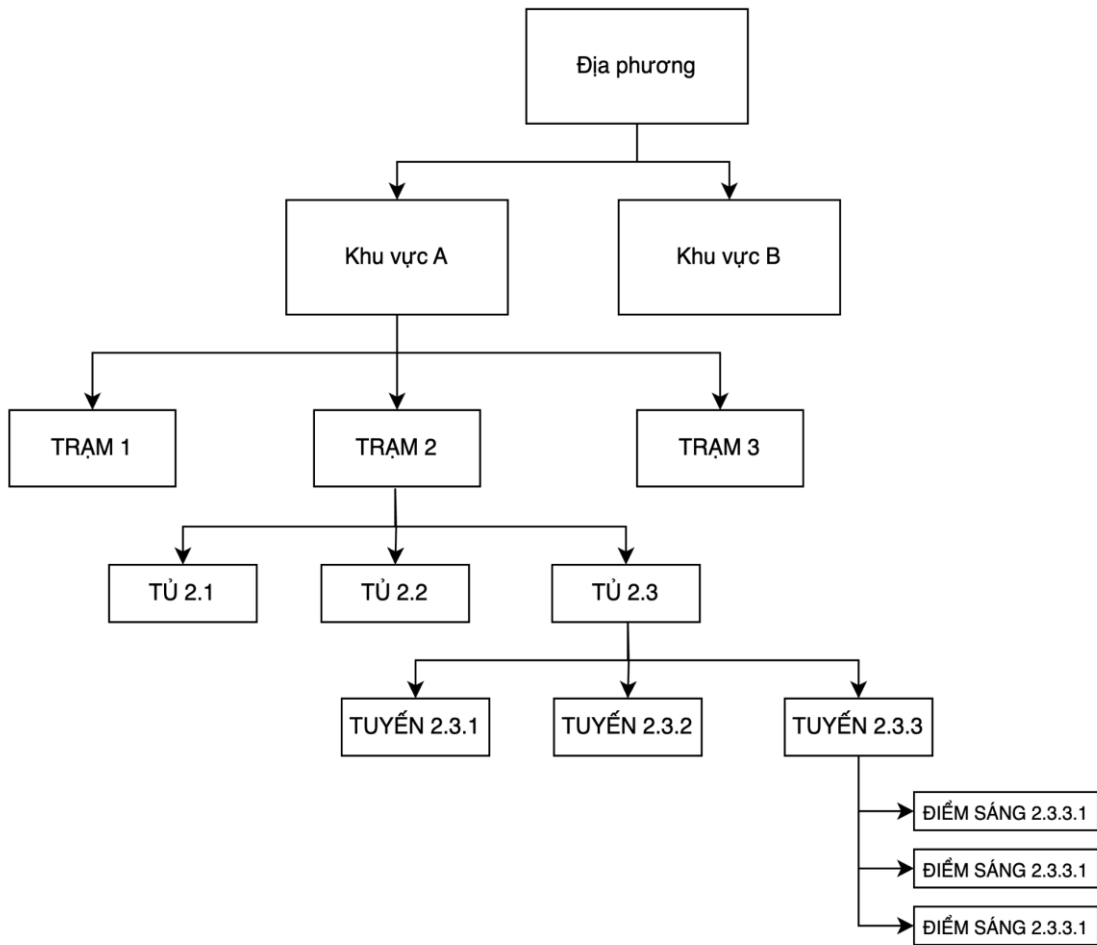 Địa phương
Khu vực A
Khu vực B
TRẠM 1
TRẠM 2
TRẠM 3
TỦ 2.1
TỦ 2.2
TỦ 2.3
TUYẾN 2.3.1
TUYẾN 2.3.2
TUYẾN 2.3.3
ĐIỂM SÁNG 2.3.3.1
ĐIỂM SÁNG 2.3.3.1
ĐIỂM SÁNG 2.3.3.1